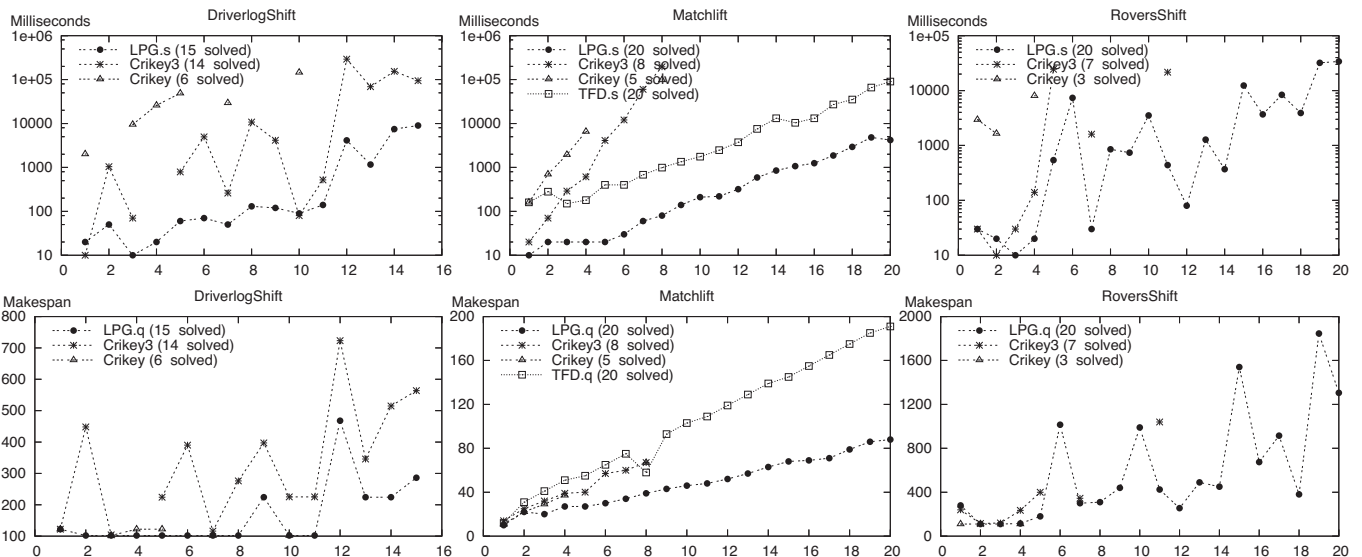 Milliseconds
DriverlogShift
1e+06
1e+05
10000
1000
100
10
LPG.s (15 solved)
Crikey3 (14 solved)
Crikey (6 solved)
0 2 4 6 8 10 12 14 16
Milliseconds
Matchlift
1e+06
1e+05
10000
1000
100
10
LPG.s (20 solved)
Crikey3 (8 solved)
Crikey (5 solved)
TFD.s (20 solved)
0 2 4 6 8 10 12 14 16 18 20
Milliseconds
RoversShift
1e+05
10000
1000
100
10
LPG.s (20 solved)
Crikey3 (7 solved)
Crikey (3 solved)
0 2 4 6 8 10 12 14 16 18 20
Makespan
DriverlogShift
800
700
600
500
400
300
200
100
LPG.q (15 solved)
Crikey3 (14 solved)
Crikey (6 solved)
0 2 4 6 8 10 12 14 16
Makespan
Matchlift
200
160
120
80
40
0
LPG.q (20 solved)
Crikey3 (8 solved)
Crikey (5 solved)
TFD.q (20 solved)
0 2 4 6 8 10 12 14 16 18 20
Makespan
RoversShift
2000
1600
1200
800
400
0
LPG.q (20 solved)
Crikey3 (7 solved)
Crikey (3 solved)
0 2 4 6 8 10 12 14 16 18 20